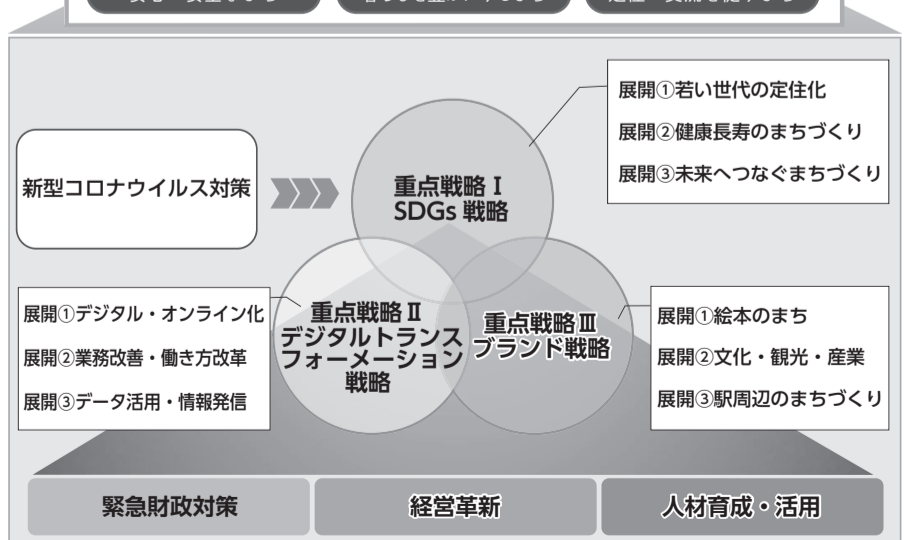 展開①若い世代の定住化
展開②健康長寿のまちづくり
展開③未来へつなぐまちづくり
新型コロナウイルス対策
重点戦略Ⅰ
SDGs 戦略
展開①デジタル・オンライン化
展開②業務改善・働き方改革
展開③データ活用・情報発信
重点戦略Ⅱ
デジタルトランス
フォーメーション
戦略
重点戦略Ⅲ
ブランド戦略
展開①絵本のまち
展開②文化・観光・産業
展開③駅周辺のまちづくり
緊急財政対策
経営革新
人材育成・活用